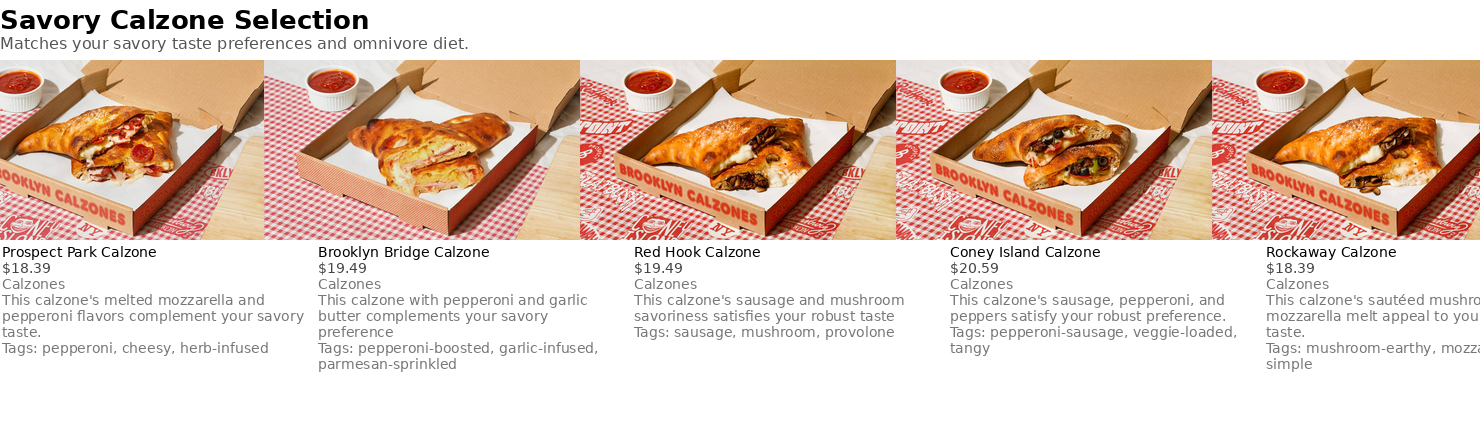 Savory Calzone Selection
Matches your savory taste preferences and omnivore diet.
BROOKLYN CALZONES
BROOKLYN CALZONES
BROOKLYN CALZONES
BROOKLYN CALZONES
NY
NY
NY
NY
Prospect Park Calzone
$18.39
Calzones
This calzone's melted mozzarella and
pepperoni flavors complement your savory
taste.
Tags: pepperoni, cheesy, herb-infused
Brooklyn Bridge Calzone
$19.49
Calzones
This calzone with pepperoni and garlic
butter complements your savory
preference
Tags: pepperoni-boosted, garlic-infused,
parmesan-sprinkled
Red Hook Calzone
$19.49
Calzones
This calzone's sausage and mushroom
savoriness satisfies your robust taste
Tags: sausage, mushroom, provolone
Coney Island Calzone
$20.59
Calzones
This calzone's sausage, pepperoni, and
peppers satisfy your robust preference.
Tags: pepperoni-sausage, veggie-loaded,
tangy
Rockaway Calzone
$18.39
Calzones
This calzone's sautéed
mozzarella melt appeal to
taste.
Tags: mushroom-earthy,
simple